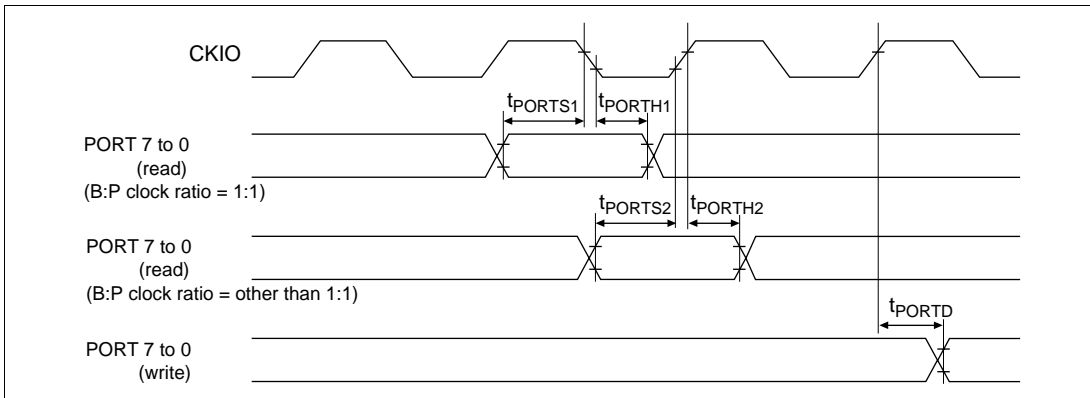 CKIO
tPORTS1
tPORTH1
PORT 7 to 0
(read)
(B:P clock ratio = 1:1)
tPORTS2
tPORTH2
PORT 7 to 0
(read)
(B:P clock ratio = other than 1:1)
tPORTD
PORT 7 to 0
(write)